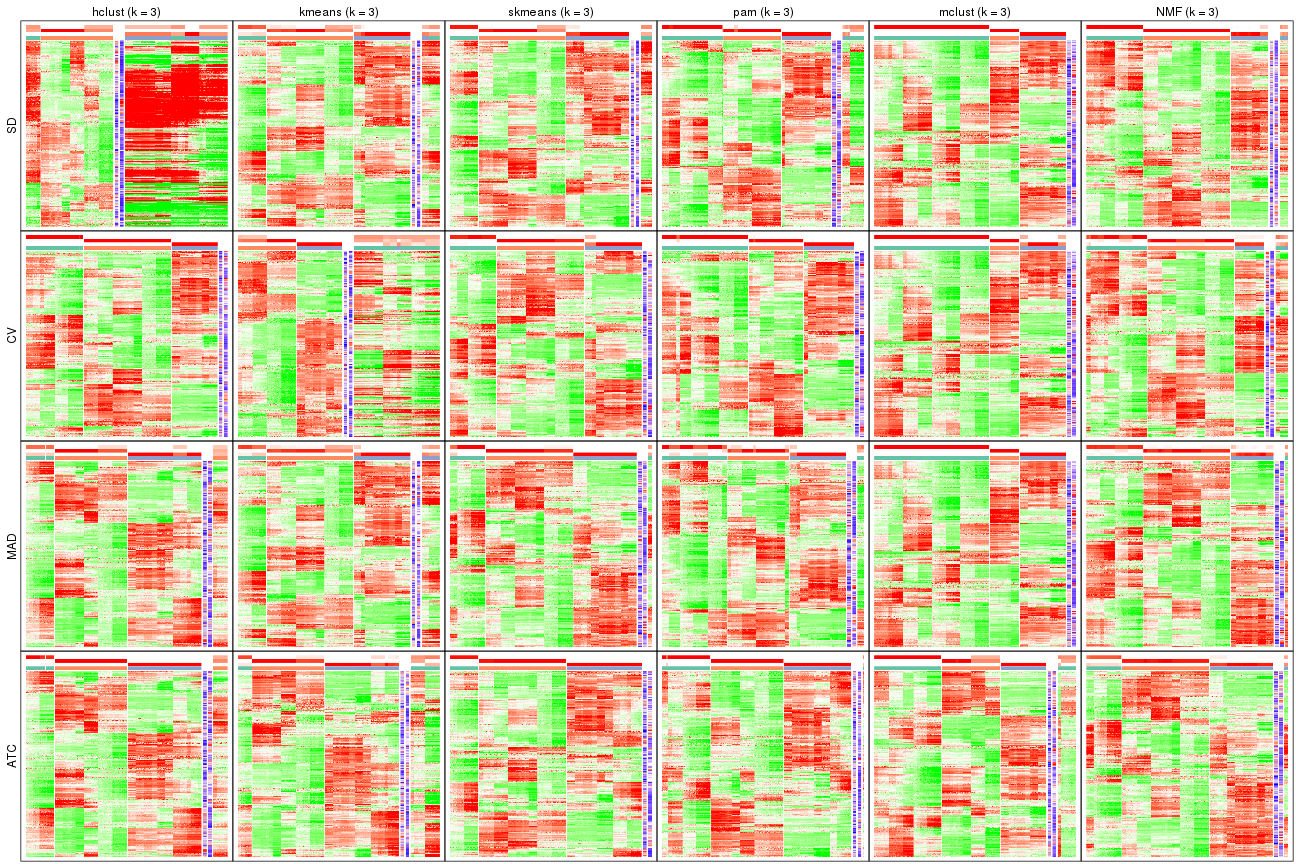 hclust (k = 3) kmeans (k = 3) skmeans (k = 3) pam (k = 3) mclust (k = 3) NMF (k = 3)
SD
CV
MAD
ATC